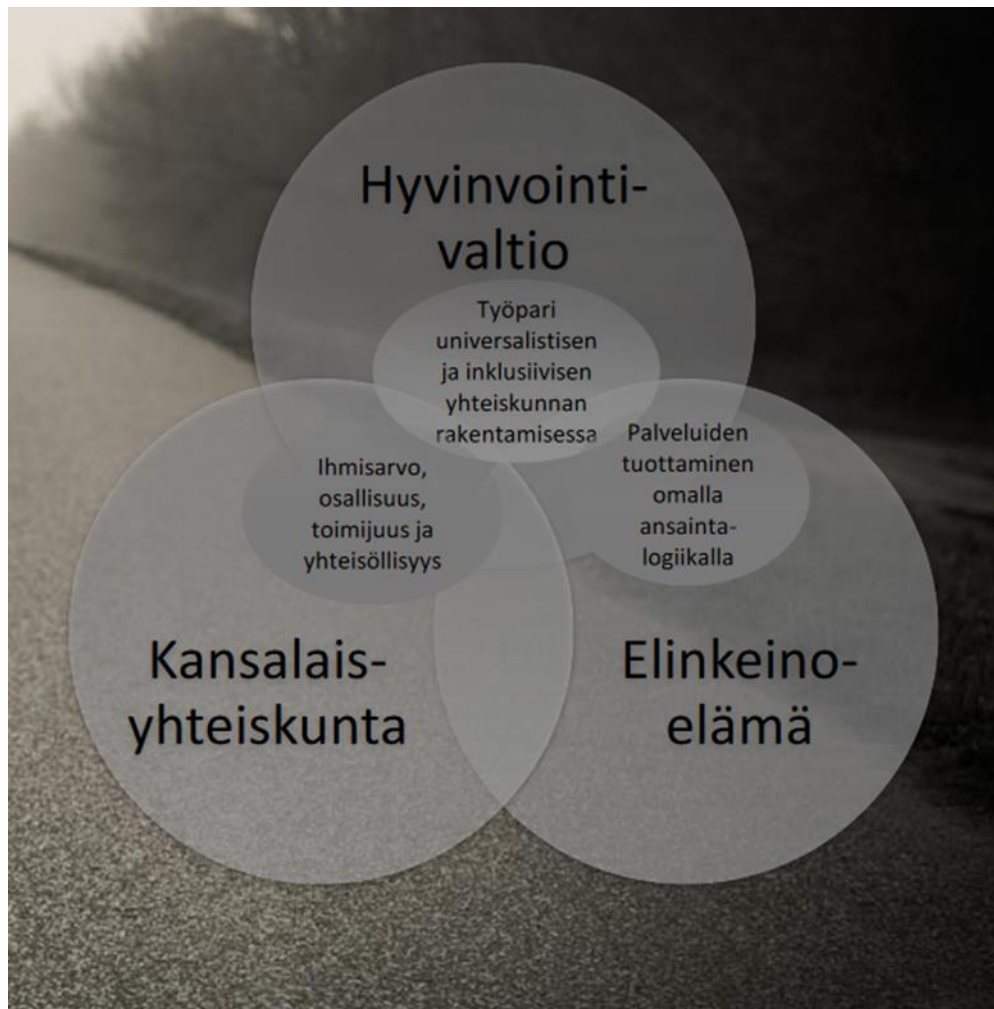 Hyvinvointi-
valtio
Työpari
universalistisen
ja inklusiivisen
yhteiskunnan
rakentamisessa
Ihmisarvo,
osallisuus,
toimijuus ja
yhteisöllisyys
Palveluiden
tuottaminen
omalla
ansainta-
logiikalla
Kansalais-
yhteiskunta
Elinkeino-
elämä